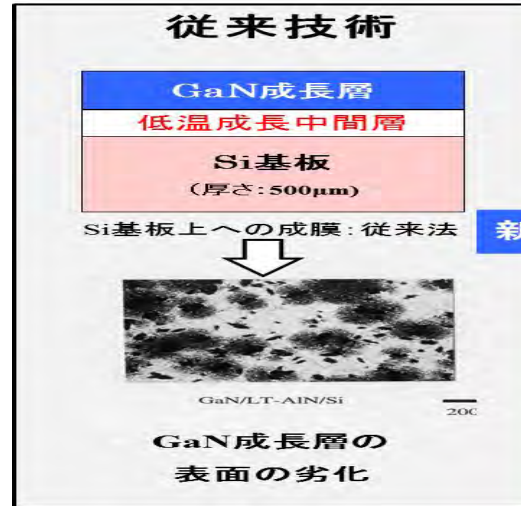 従来技術
GaN成長層
低温成長中間層
Si基板
(厚さ:500μm)
Si基板上への成膜:従来法
新
GaN/LT-AlN/Si
200
GaN成長層の
表面の劣化